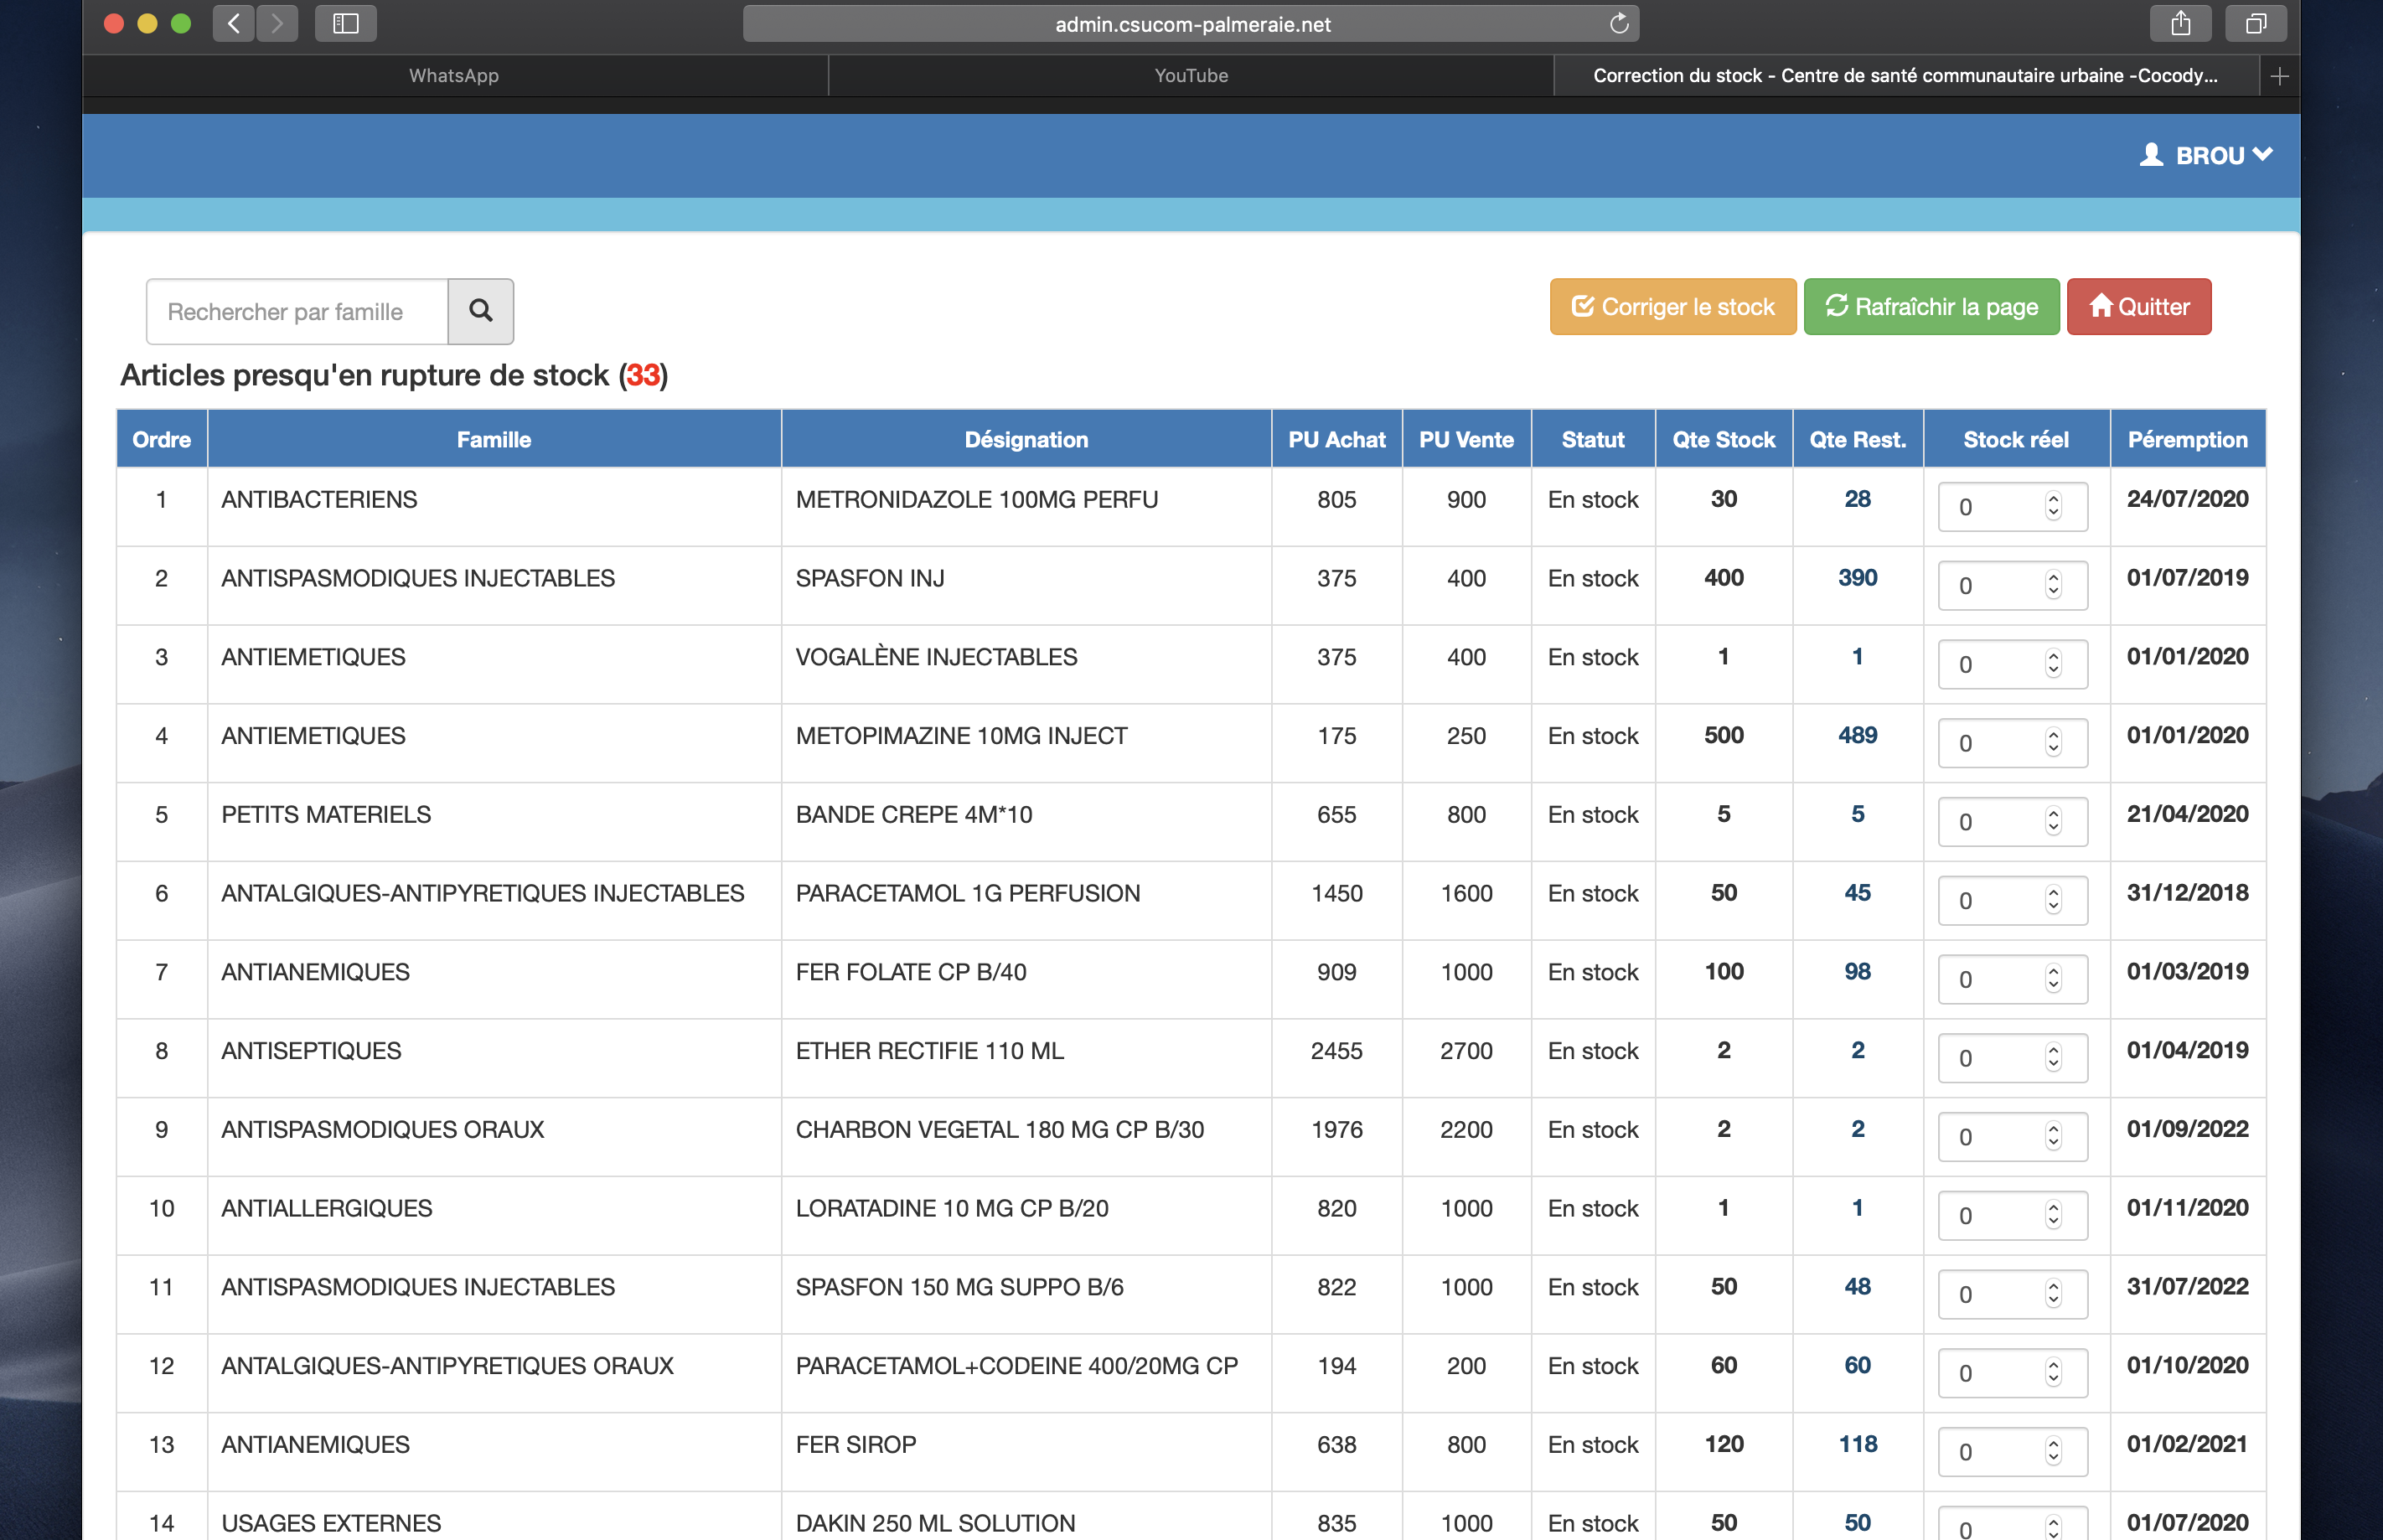 admin.csucom-palmeraie.net
WhatsApp YouTube Correction du stock - Centre de santé communautaire urbaine -Cocody...
BROU
Rechercher par famille Corriger le stock Rafraîchir la page Quitter
Articles presqu'en rupture de stock (33)
Ordre Famille Désignation PU Achat PU Vente Statut Qte Stock Qte Rest. Stock réel Péremption
1 ANTIBACTERIENS METRONIDAZOLE 100MG PERFU 805 900 En stock 30 28 0 24/07/2020
2 ANTISPASMODIQUES INJECTABLES SPASFON INJ 375 400 En stock 400 390 0 01/07/2019
3 ANTIEMETIQUES VOGALÈNE INJECTABLES 375 400 En stock 1 1 0 01/01/2020
4 ANTIEMETIQUES METOPIMAZINE 10MG INJECT 175 250 En stock 500 489 0 01/01/2020
5 PETITS MATERIELS BANDE CREPE 4M*10 655 800 En stock 5 5 0 21/04/2020
6 ANTALGIQUES-ANTIPYRETIQUES INJECTABLES PARACETAMOL 1G PERFUSION 1450 1600 En stock 50 45 0 31/12/2018
7 ANTIANEMIQUES FER FOLATE CP B/40 909 1000 En stock 100 98 0 01/03/2019
8 ANTISEPTIQUES ETHER RECTIFIE 110 ML 2455 2700 En stock 2 2 0 01/04/2019
9 ANTISPASMODIQUES ORAUX CHARBON VEGETAL 180 MG CP B/30 1976 2200 En stock 2 2 0 01/09/2022
10 ANTIALLERGIQUES LORATADINE 10 MG CP B/20 820 1000 En stock 1 1 0 01/11/2020
11 ANTISPASMODIQUES INJECTABLES SPASFON 150 MG SUPPO B/6 822 1000 En stock 50 48 0 31/07/2022
12 ANTALGIQUES-ANTIPYRETIQUES ORAUX PARACETAMOL+CODEINE 400/20MG CP 194 200 En stock 60 60 0 01/10/2020
13 ANTIANEMIQUES FER SIROP 638 800 En stock 120 118 0 01/02/2021
14 USAGES EXTERNES DAKIN 250 ML SOLUTION 835 1000 En stock 50 50 0 01/07/2020